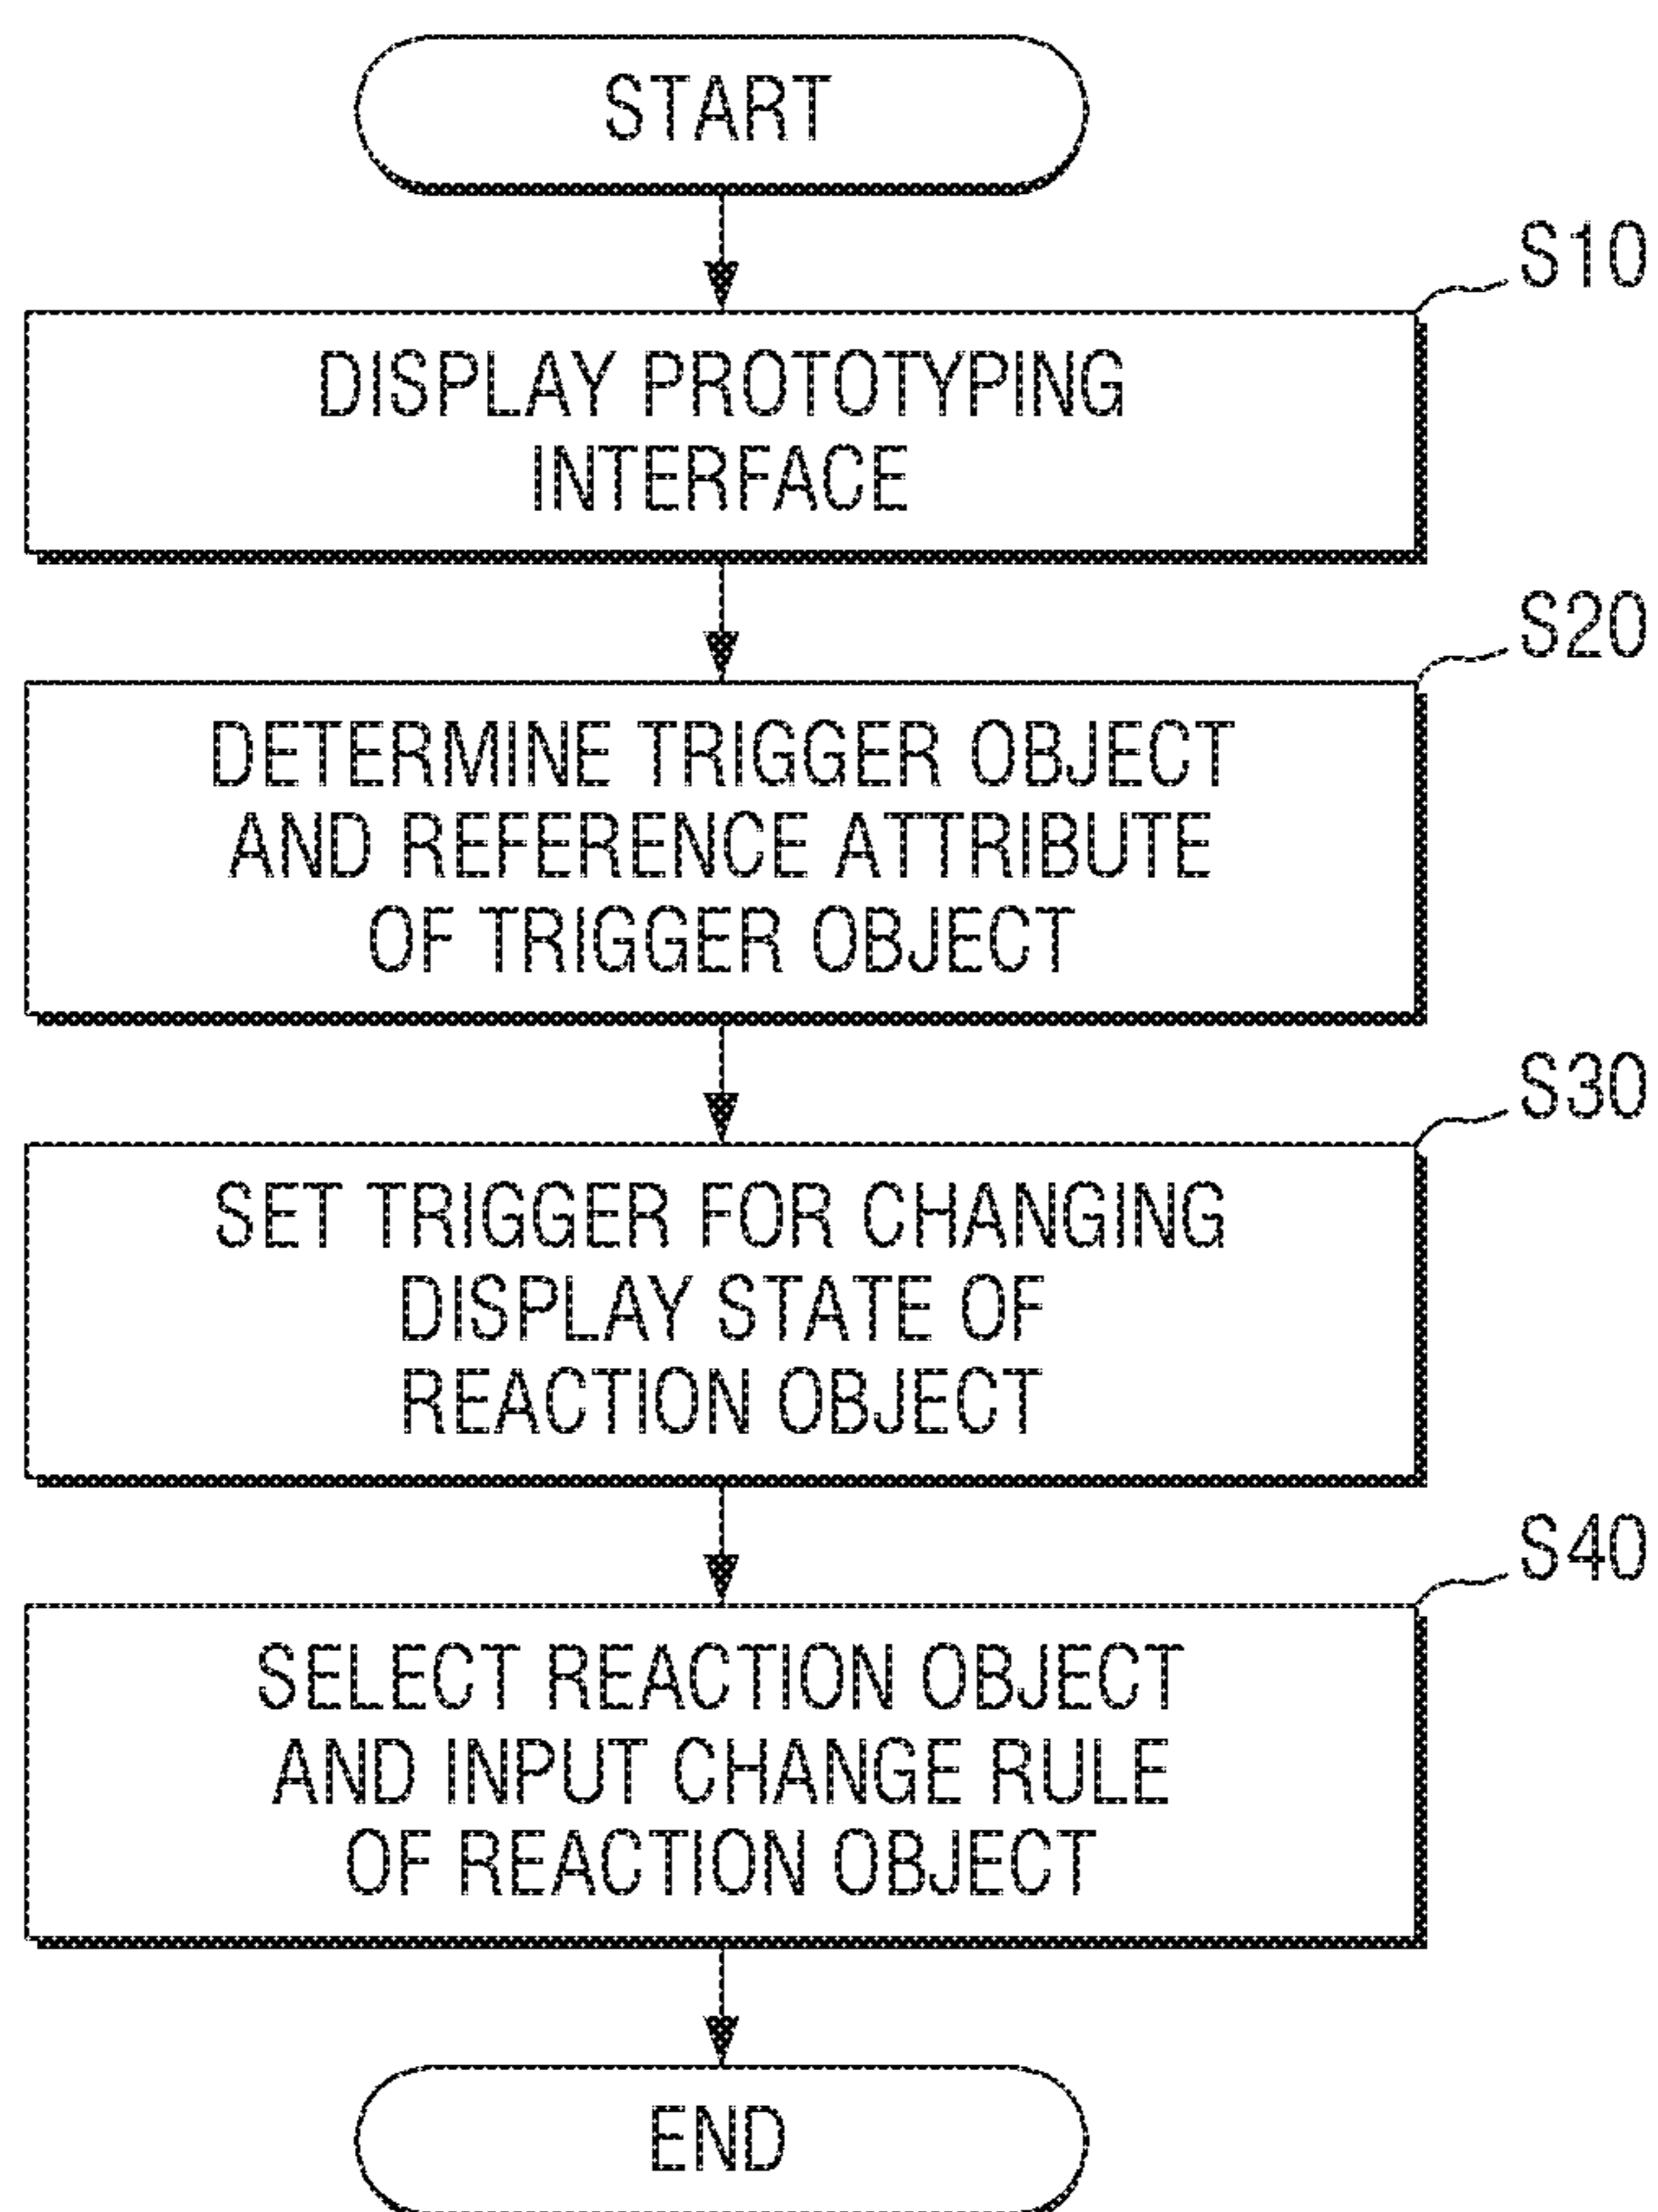 START
S10
DISPLAY PROTOTYPING
INTERFACE
S20
DETERMINE TRIGGER OBJECT
AND REFERENCE ATTRIBUTE
OF TRIGGER OBJECT
S30
SET TRIGGER FOR CHANGING
DISPLAY STATE OF
REACTION OBJECT
S40
SELECT REACTION OBJECT
AND INPUT CHANGE RULE
OF REACTION OBJECT
END